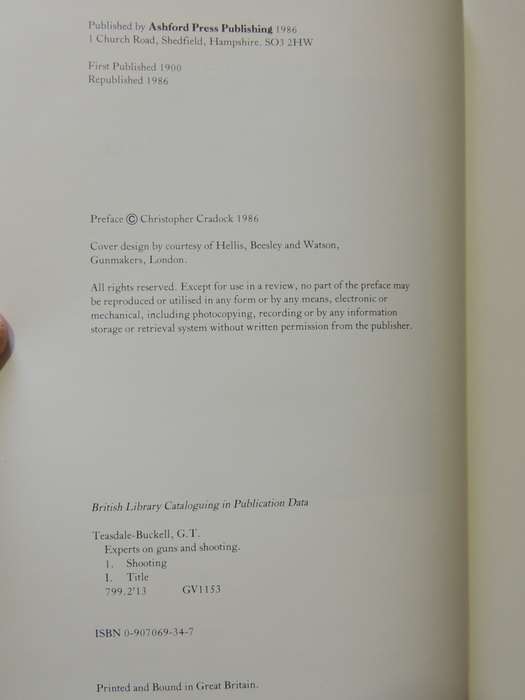 Published by Ashford Press Publishing 1986
1 Church Road, Shedfield, Hampshire. SO3 2HW
First Published 1900
Republished 1986
Preface © Christopher Cradock 1986
Cover design by courtesy of Hellis, Beesley and Watson,
Gunmakers, London.
All rights reserved. Except for use in a review, no part of the preface may
be reproduced or utilised in any form or by any means, electronic or
mechanical, including photocopying, recording or by any information
storage or retrieval system without written permission from the publisher.
British Library Cataloguing in Publication Data
Teasdale-Buckell, G.T.
Experts on guns and shooting.
1. Shooting
I. Title
799.2'13 GV1153
ISBN 0-907069-34-7
Printed and Bound in Great Britain.